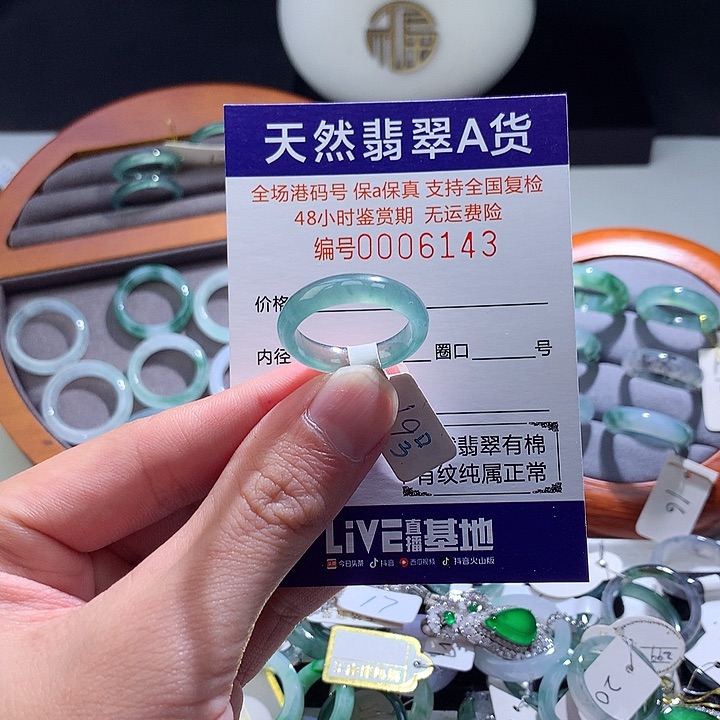 天然翡翠A货
全场港码号 保a保真 支持全国复检
48小时鉴赏期 无运费险
编号0006143
价格
内径 圈口 号
翡翠有棉
有纹纯属正常
LiVE直播基地
今日头条 抖音 西瓜视频 抖音火山版
17
16
20